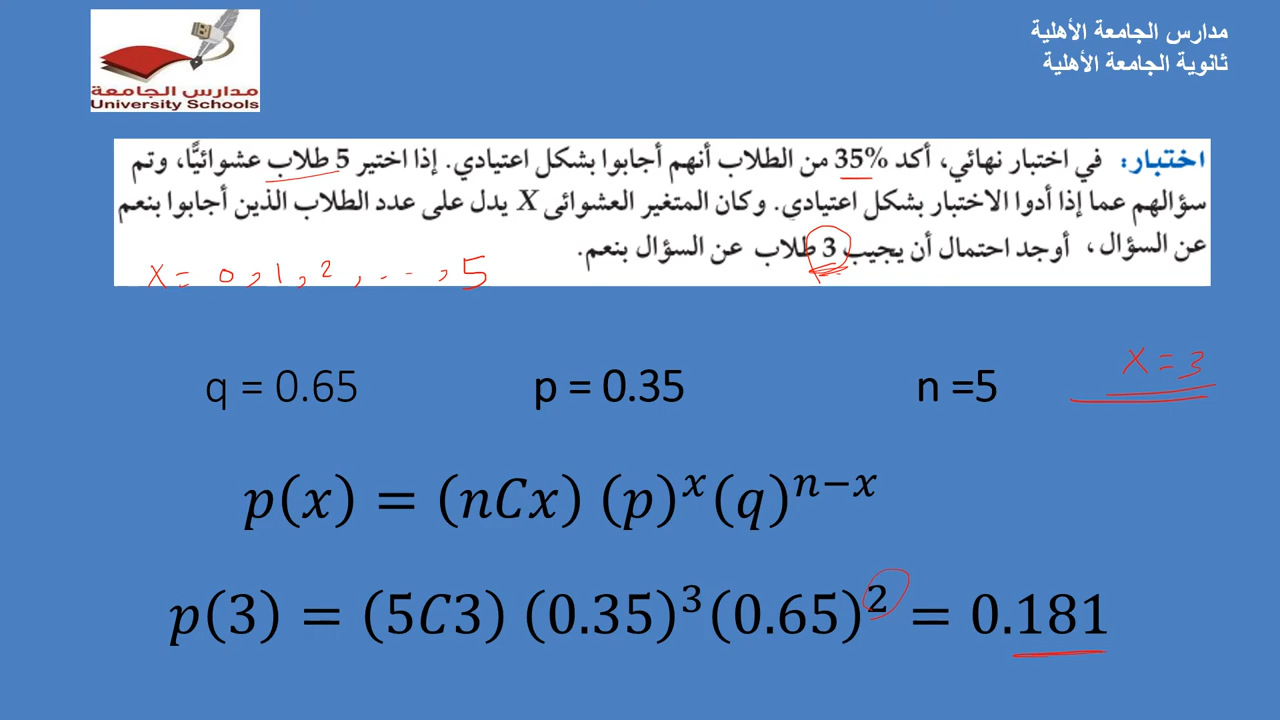 مدارس الجامعة الأهلية
ثانوية الجامعة الأهلية
مدارس الجامعة
University Schools
اختبار: في اختبار نهائي، أكد 35% من الطلاب أنهم أجابوا بشكل اعتيادي. إذا اختير 5 طلاب عشوائيًّا، وتم
سؤالهم عما إذا أدوا الاختبار بشكل اعتيادي. وكان المتغير العشوائى X يدل على عدد الطلاب الذين أجابوا بنعم
عن السؤال ، أوجد احتمال أن يجيب 3 طلاب عن السؤال بنعم.
X = 0, 1, 2, ..., 5
X = 3
n =5
p = 0.35
q = 0.65
p(x) = (nCx) (p)^x (q)^{n−x}
p(3) = (5C3) (0.35)^3 (0.65)^2 = 0.181